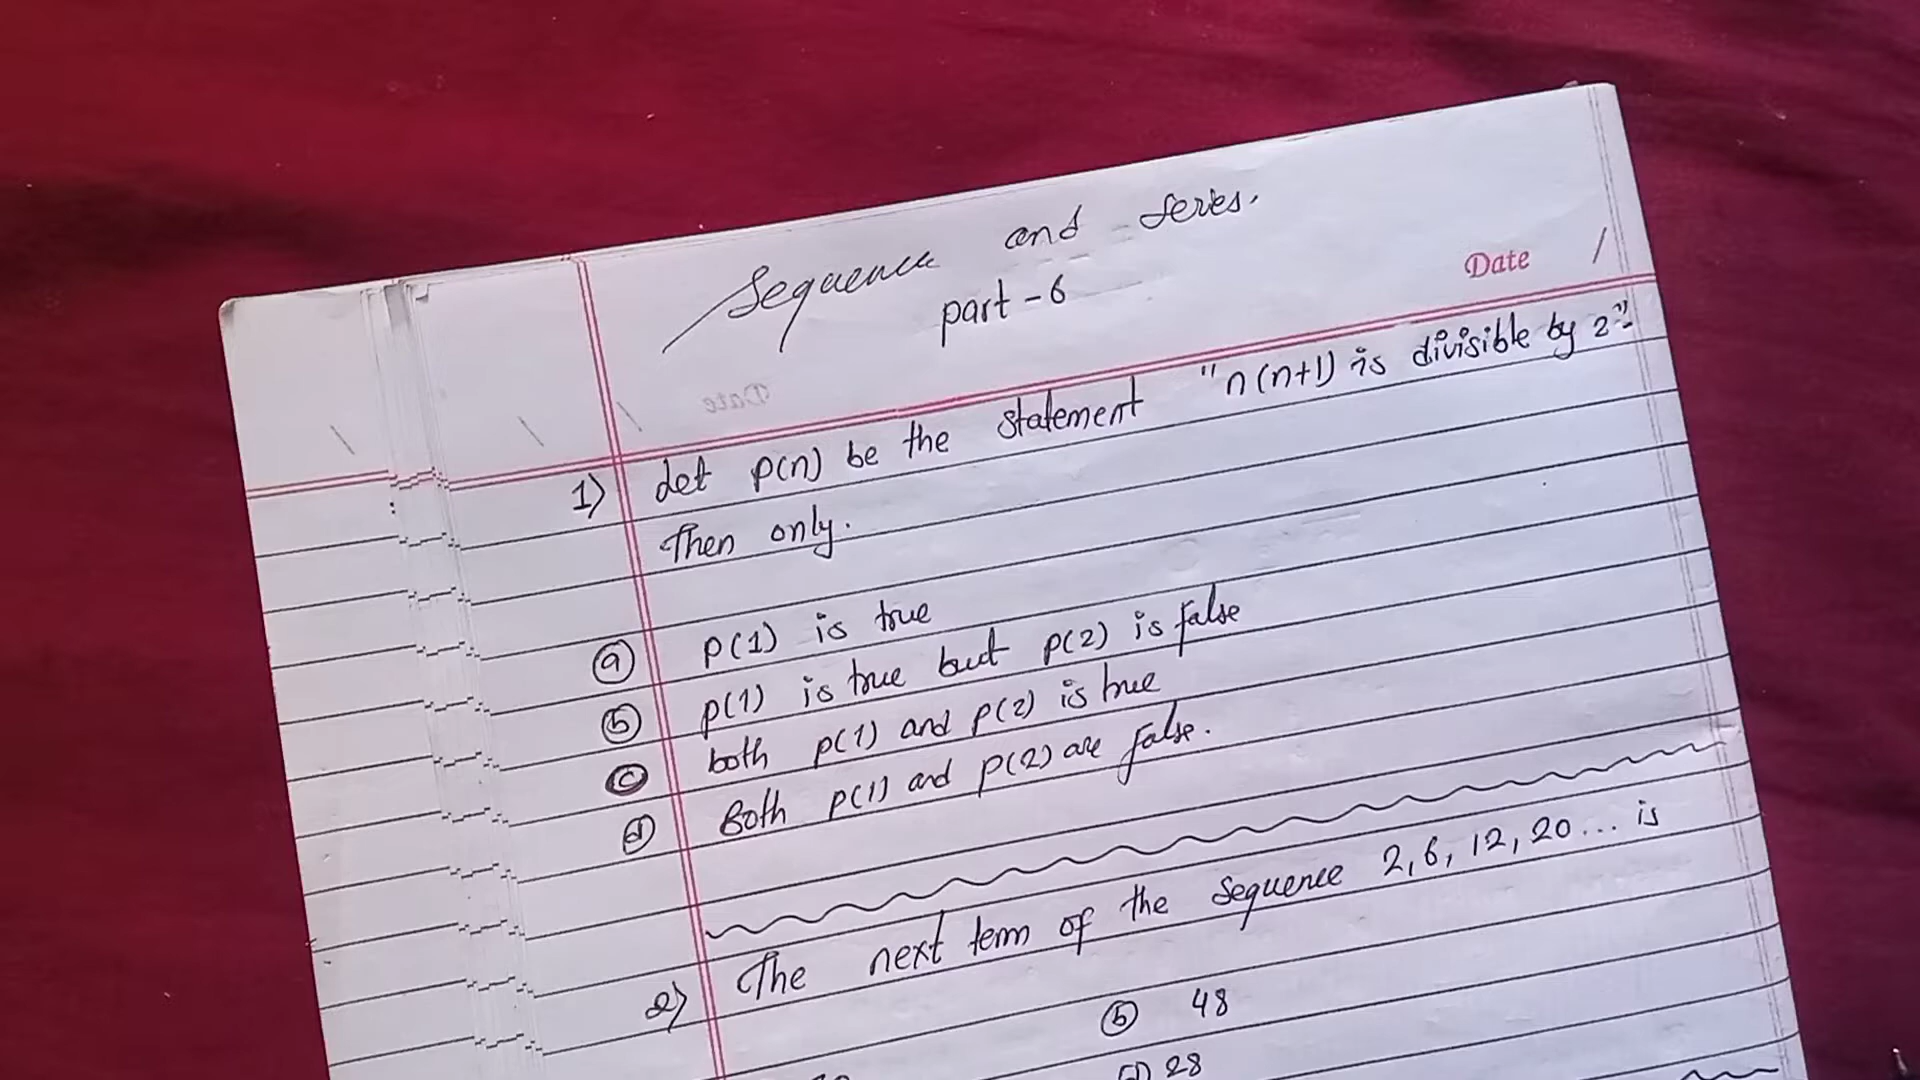 Sequence and series.
part - 6
Date /
Date
1) Let P(n) be the statement "n(n+1) is divisible by 2"
Then only.
a P(1) is true
b P(1) is true but P(2) is false
c both P(1) and P(2) is true
d Both P(1) and P(2) are false.
2) The next term of the sequence 2, 6, 12, 20... is
b 48
d 28